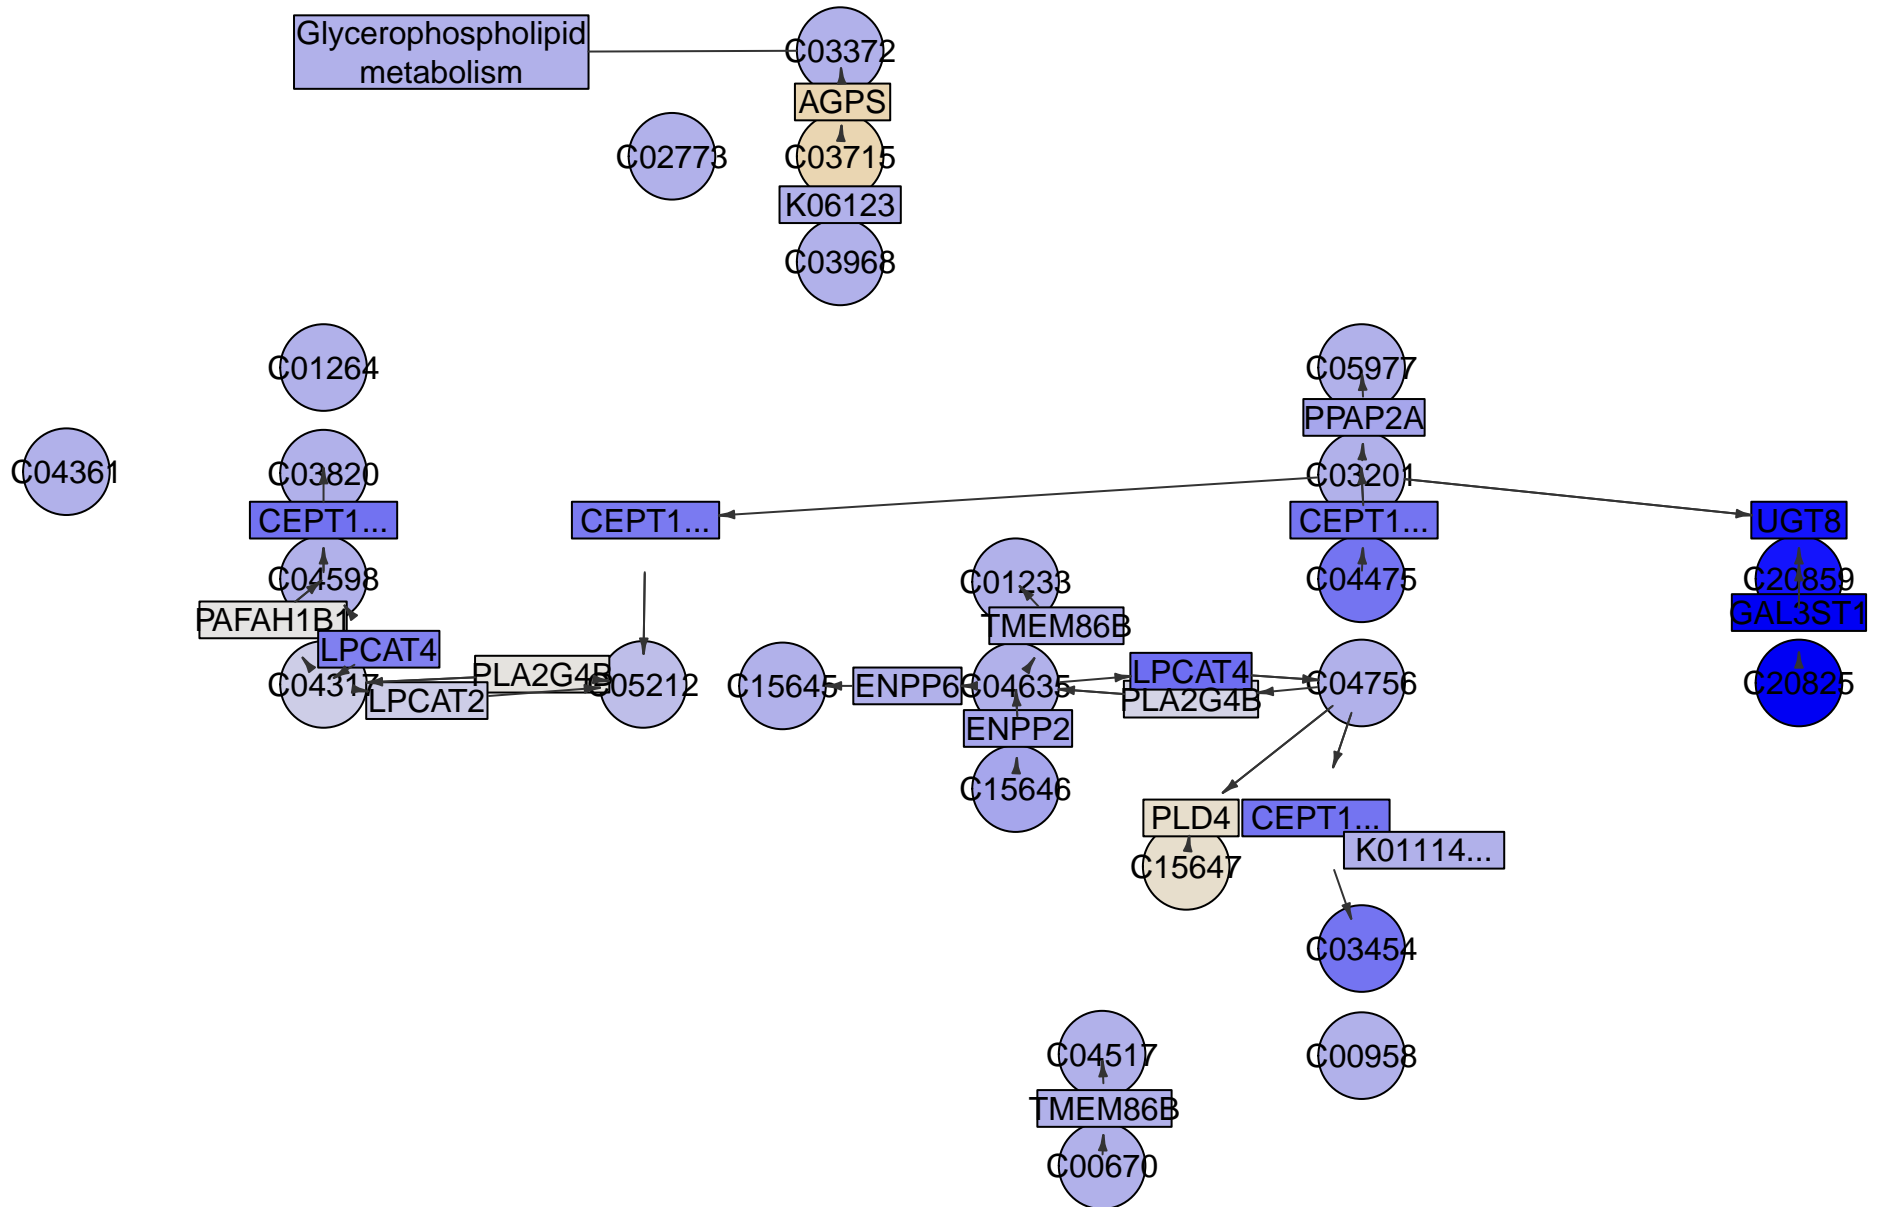 Glycerophospholipid
metabolism
C03372
AGPS
C02773
C03715
K06123
C03968
C01264
C05977
PPAP2A
C04361
C03820
C03201
CEPT1...
CEPT1...
CEPT1...
UGT8
C04598
C01233
C04475
C20859
PAFAH1B1
TMEM86B
GAL3ST1
LPCAT4
C04317
PLA2G4B
LPCAT2
C05212
C15645
ENPP6
C04635
LPCAT4
PLA2G4B
C04756
C20825
ENPP2
C15646
PLD4
CEPT1...
K01114...
C15647
C03454
C04517
C00958
TMEM86B
C00670